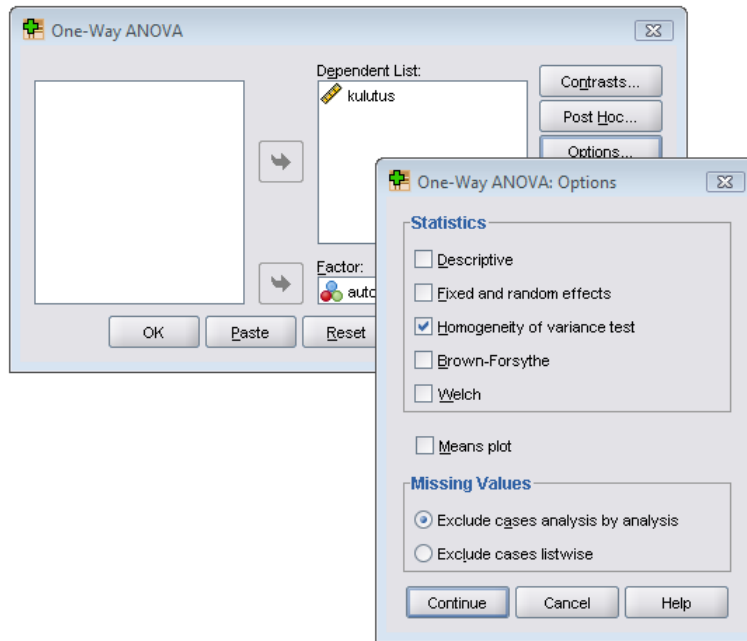 One-Way ANOVA
Dependent List:
kulutus
Contrasts...
Post Hoc...
Options...
Factor:
OK
Paste
Reset
One-Way ANOVA: Options
Statistics
Descriptive
Fixed and random effects
Homogeneity of variance test
Brown-Forsythe
Welch
Means plot
Missing Values
Exclude cases analysis by analysis
Exclude cases listwise
Continue
Cancel
Help